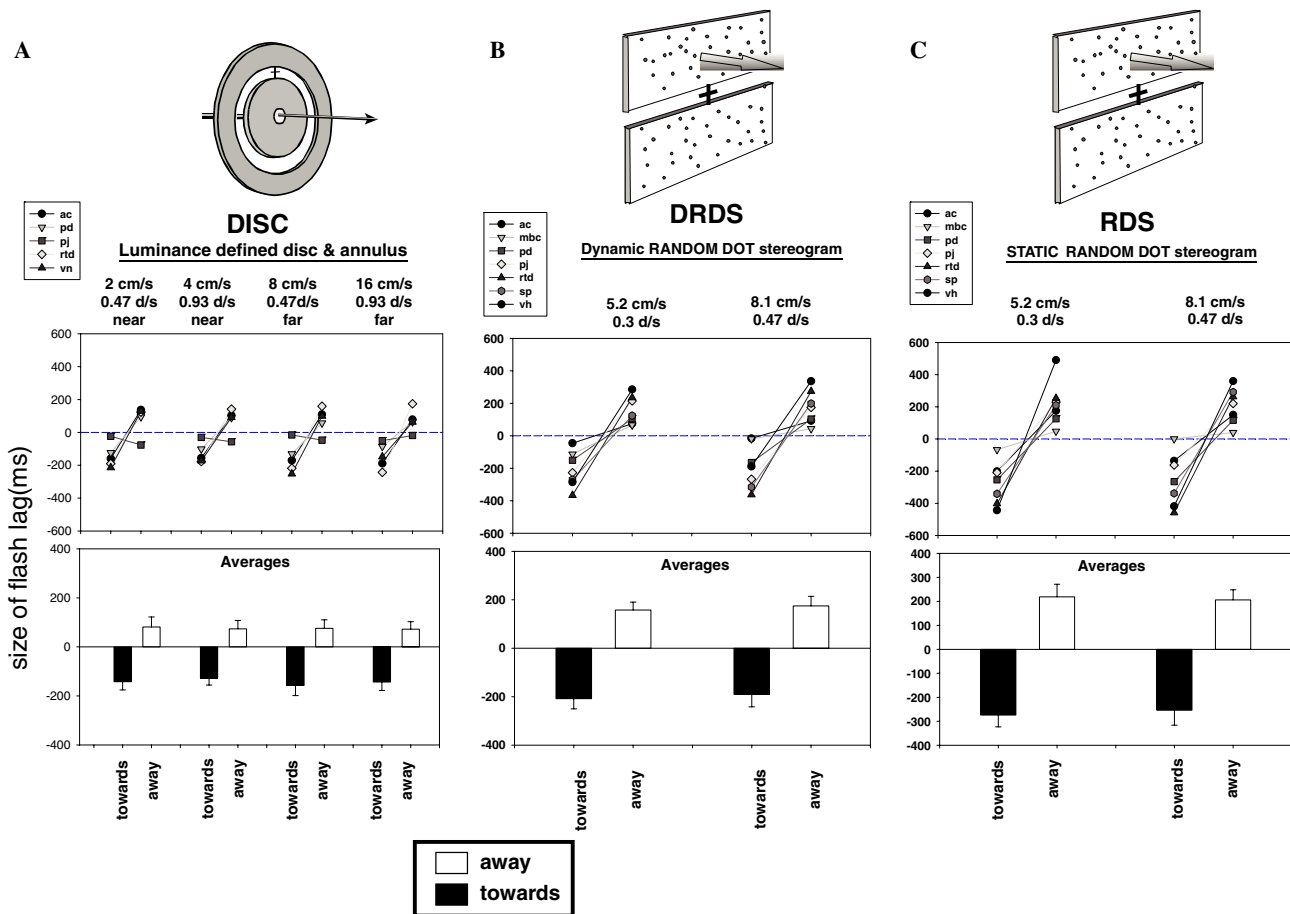 A
B
C
DISC
Luminance defined disc & annulus
ac
pd
pj
rtd
vn
2 cm/s 4 cm/s 8 cm/s 16 cm/s
0.47 d/s 0.93 d/s 0.47d/s 0.93 d/s
near near far far
DRDS
Dynamic RANDOM DOT stereogram
ac
mbc
pd
pj
rtd
sp
vh
5.2 cm/s 8.1 cm/s
0.3 d/s 0.47 d/s
RDS
STATIC RANDOM DOT stereogram
ac
mbc
pd
pj
rtd
sp
vh
5.2 cm/s 8.1 cm/s
0.3 d/s 0.47 d/s
size of flash lag(ms)
600
400
200
0
-200
-400
-600
600
400
200
0
-200
-400
-600
600
400
200
0
-200
-400
-600
Averages
400
200
0
-200
-400
towards away towards away towards away towards away
Averages
400
200
0
-200
-400
towards away towards away
Averages
400
300
200
100
0
-100
-200
-300
-400
towards away towards away
away
towards